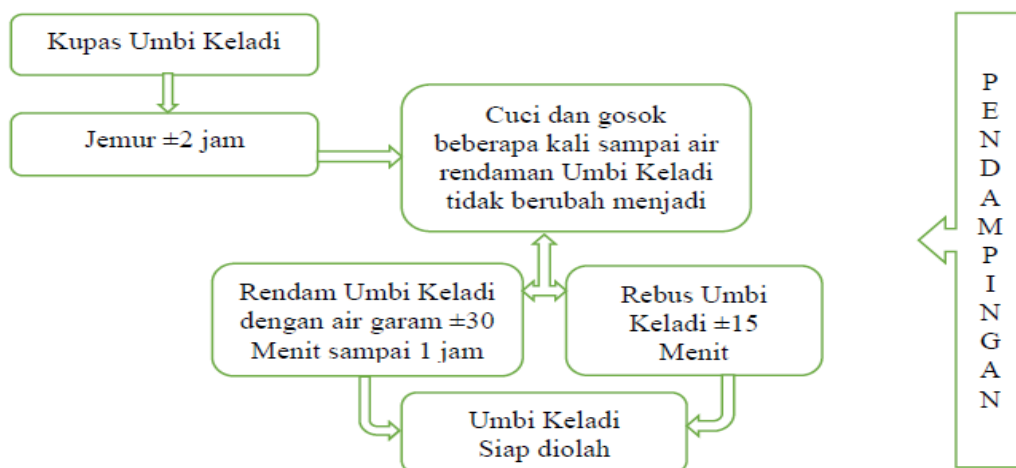 Kupas Umbi Keladi
Jemur ±2 jam
Cuci dan gosok
beberapa kali sampai air
rendaman Umbi Keladi
tidak berubah menjadi
Rendam Umbi Keladi
dengan air garam ±30
Menit sampai 1 jam
Rebus Umbi
Keladi ±15
Menit
Umbi Keladi
Siap diolah
P
E
N
D
A
M
P
I
N
G
A
N